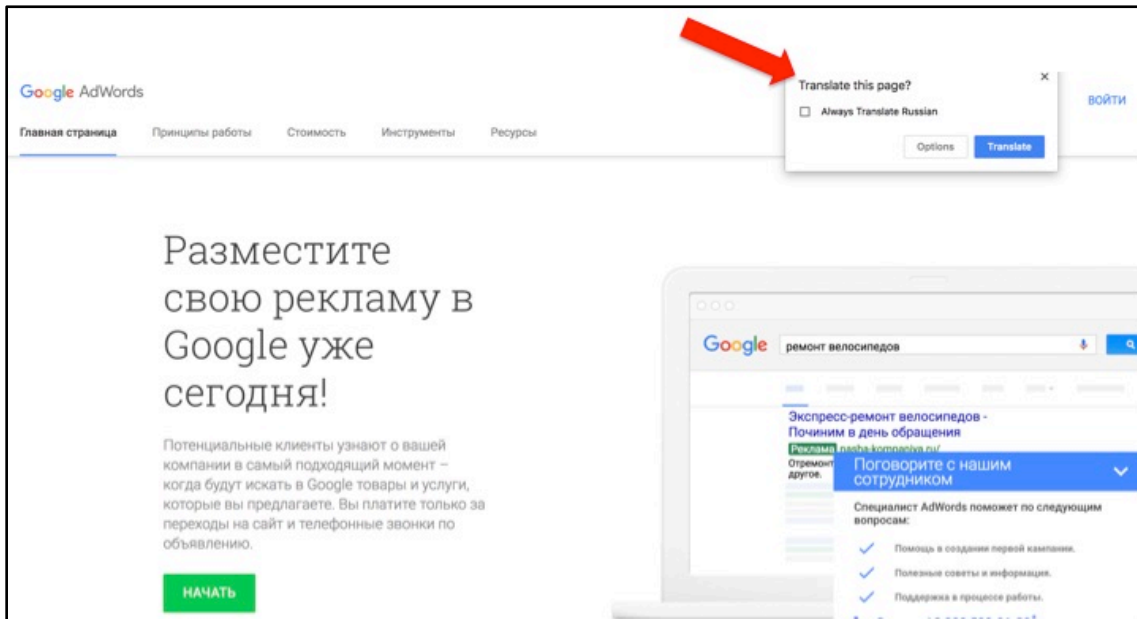 Google AdWords
Главная страница Принципы работы Стоимость Инструменты Ресурсы
Translate this page?
Always Translate Russian
Options Translate
ВОЙТИ
Разместите
свою рекламу в
Google уже
сегодня!
Потенциальные клиенты узнают о вашей
компании в самый подходящий момент –
когда будут искать в Google товары и услуги,
которые вы предлагаете. Вы платите только за
переходы на сайт и телефонные звонки по
объявлению.
НАЧАТЬ
Google ремонт велосипедов
Экспресс-ремонт велосипедов -
Починим в день обращения
Реклама nasha-kompaniya.ru/
другое.
Поговорите с нашим
сотрудником
Специалист AdWords поможет по следующим
вопросам:
Помощь в создании первой кампании.
Полезные советы и информация.
Поддержка в процессе работы.